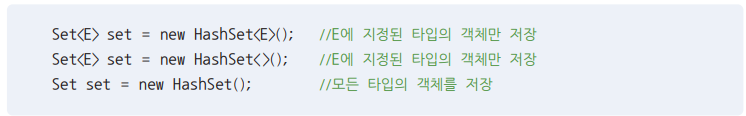 Set<E> set = new HashSet<E>(); //E에 지정된 타입의 객체만 저장
Set<E> set = new HashSet<>(); //E에 지정된 타입의 객체만 저장
Set set = new HashSet(); //모든 타입의 객체를 저장